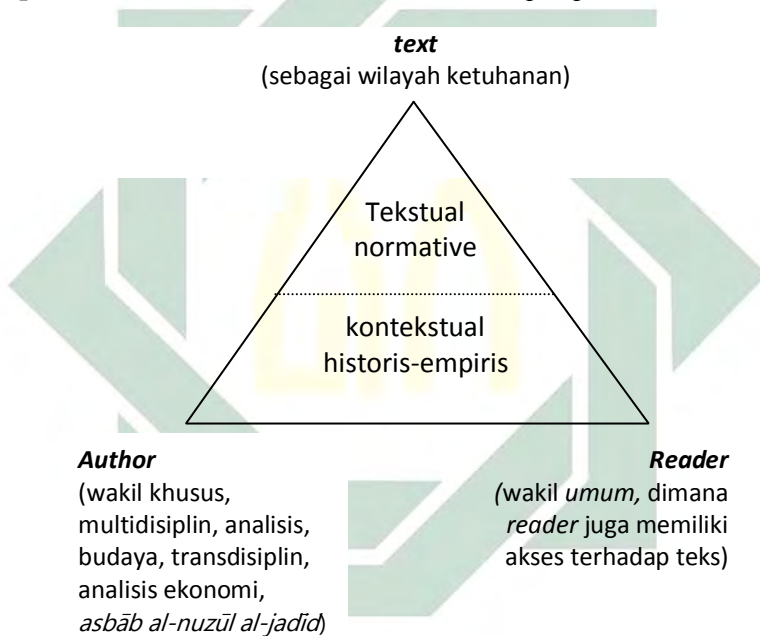 text
(sebagai wilayah ketuhanan)
Tekstual
normative
kontekstual
historis-empiris
Author
(wakil khusus,
multidisiplin, analisis,
budaya, transdisiplin,
analisis ekonomi,
asbāb al-nuzūl al-jadīd)
Reader
(wakil umum, dimana
reader juga memiliki
akses terhadap teks)